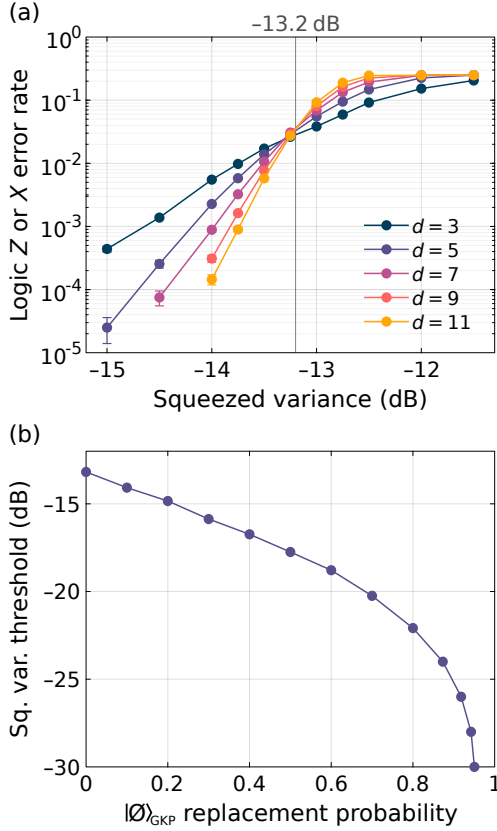 (a)
–13.2 dB
10⁰
10⁻¹
10⁻²
10⁻³
10⁻⁴
10⁻⁵
Logic Z or X error rate
d = 3
d = 5
d = 7
d = 9
d = 11
–15 –14 –13 –12
Squeezed variance (dB)
(b)
–15
–20
–25
–30
Sq. var. threshold (dB)
0 0.2 0.4 0.6 0.8 1
|Ø⟩GKP replacement probability